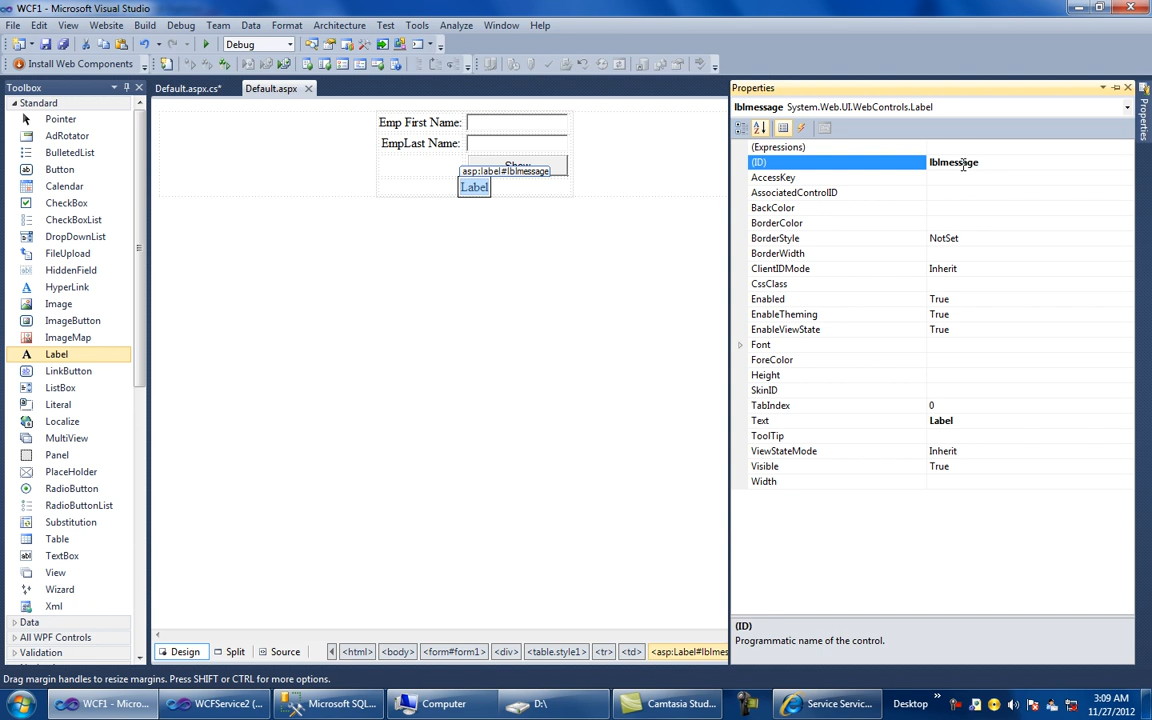 WCF1 - Microsoft Visual Studio
File Edit View Website Build Debug Team Data Format Architecture Test Tools Analyze Window Help
Debug
Install Web Components
Toolbox
Default.aspx.cs*
Default.aspx
Properties
Standard
Pointer
AdRotator
BulletedList
Button
Calendar
CheckBox
CheckBoxList
DropDownList
FileUpload
HiddenField
HyperLink
Image
ImageButton
ImageMap
Label
LinkButton
ListBox
Literal
Localize
MultiView
Panel
PlaceHolder
RadioButton
RadioButtonList
Substitution
Table
TextBox
View
Wizard
Xml
Data
All WPF Controls
Validation
Emp First Name:
EmpLast Name:
Show
asp:label#lblmessage
Label
lblmessage System.Web.UI.WebControls.Label
(Expressions)
(ID) lblmessage
AccessKey
AssociatedControlID
BackColor
BorderColor
BorderStyle NotSet
BorderWidth
ClientIDMode Inherit
CssClass
Enabled True
EnableTheming True
EnableViewState True
Font
ForeColor
Height
SkinID
TabIndex 0
Text Label
ToolTip
ViewStateMode Inherit
Visible True
Width
(ID)
Programmatic name of the control.
Properties
Design Split Source <html> <body> <form#form1> <div> <table.style1> <tr> <td> <asp:Label#lblmes
Drag margin handles to resize margins. Press SHIFT or CTRL for more options.
WCF1 - Micro... WCFService2 (... Microsoft SQL... Computer D:\ Camtasia Stud... Service Servic... Desktop
3:09 AM
11/27/2012